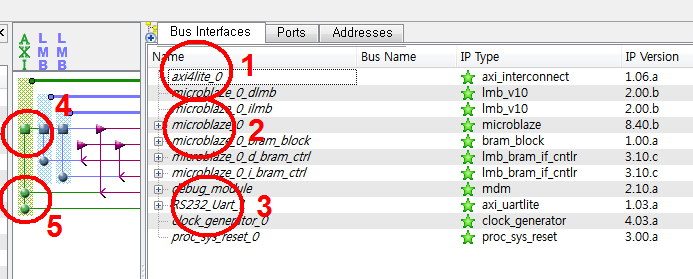 Bus Interfaces Ports Addresses
A L L
X M M
I B B
Name Bus Name IP Type IP Version
axi4lite_0 axi_interconnect 1.06.a
microblaze_0_dlmb lmb_v10 2.00.b
microblaze_0_ilmb lmb_v10 2.00.b
microblaze_0 microblaze 8.40.b
microblaze_0_bram_block bram_block 1.00.a
microblaze_0_d_bram_ctrl lmb_bram_if_cntlr 3.10.c
microblaze_0_i_bram_ctrl lmb_bram_if_cntlr 3.10.c
debug_module mdm 2.10.a
RS232_Uart_1 axi_uartlite 1.03.a
clock_generator_0 clock_generator 4.03.a
proc_sys_reset_0 proc_sys_reset 3.00.a
1
2
3
4
5